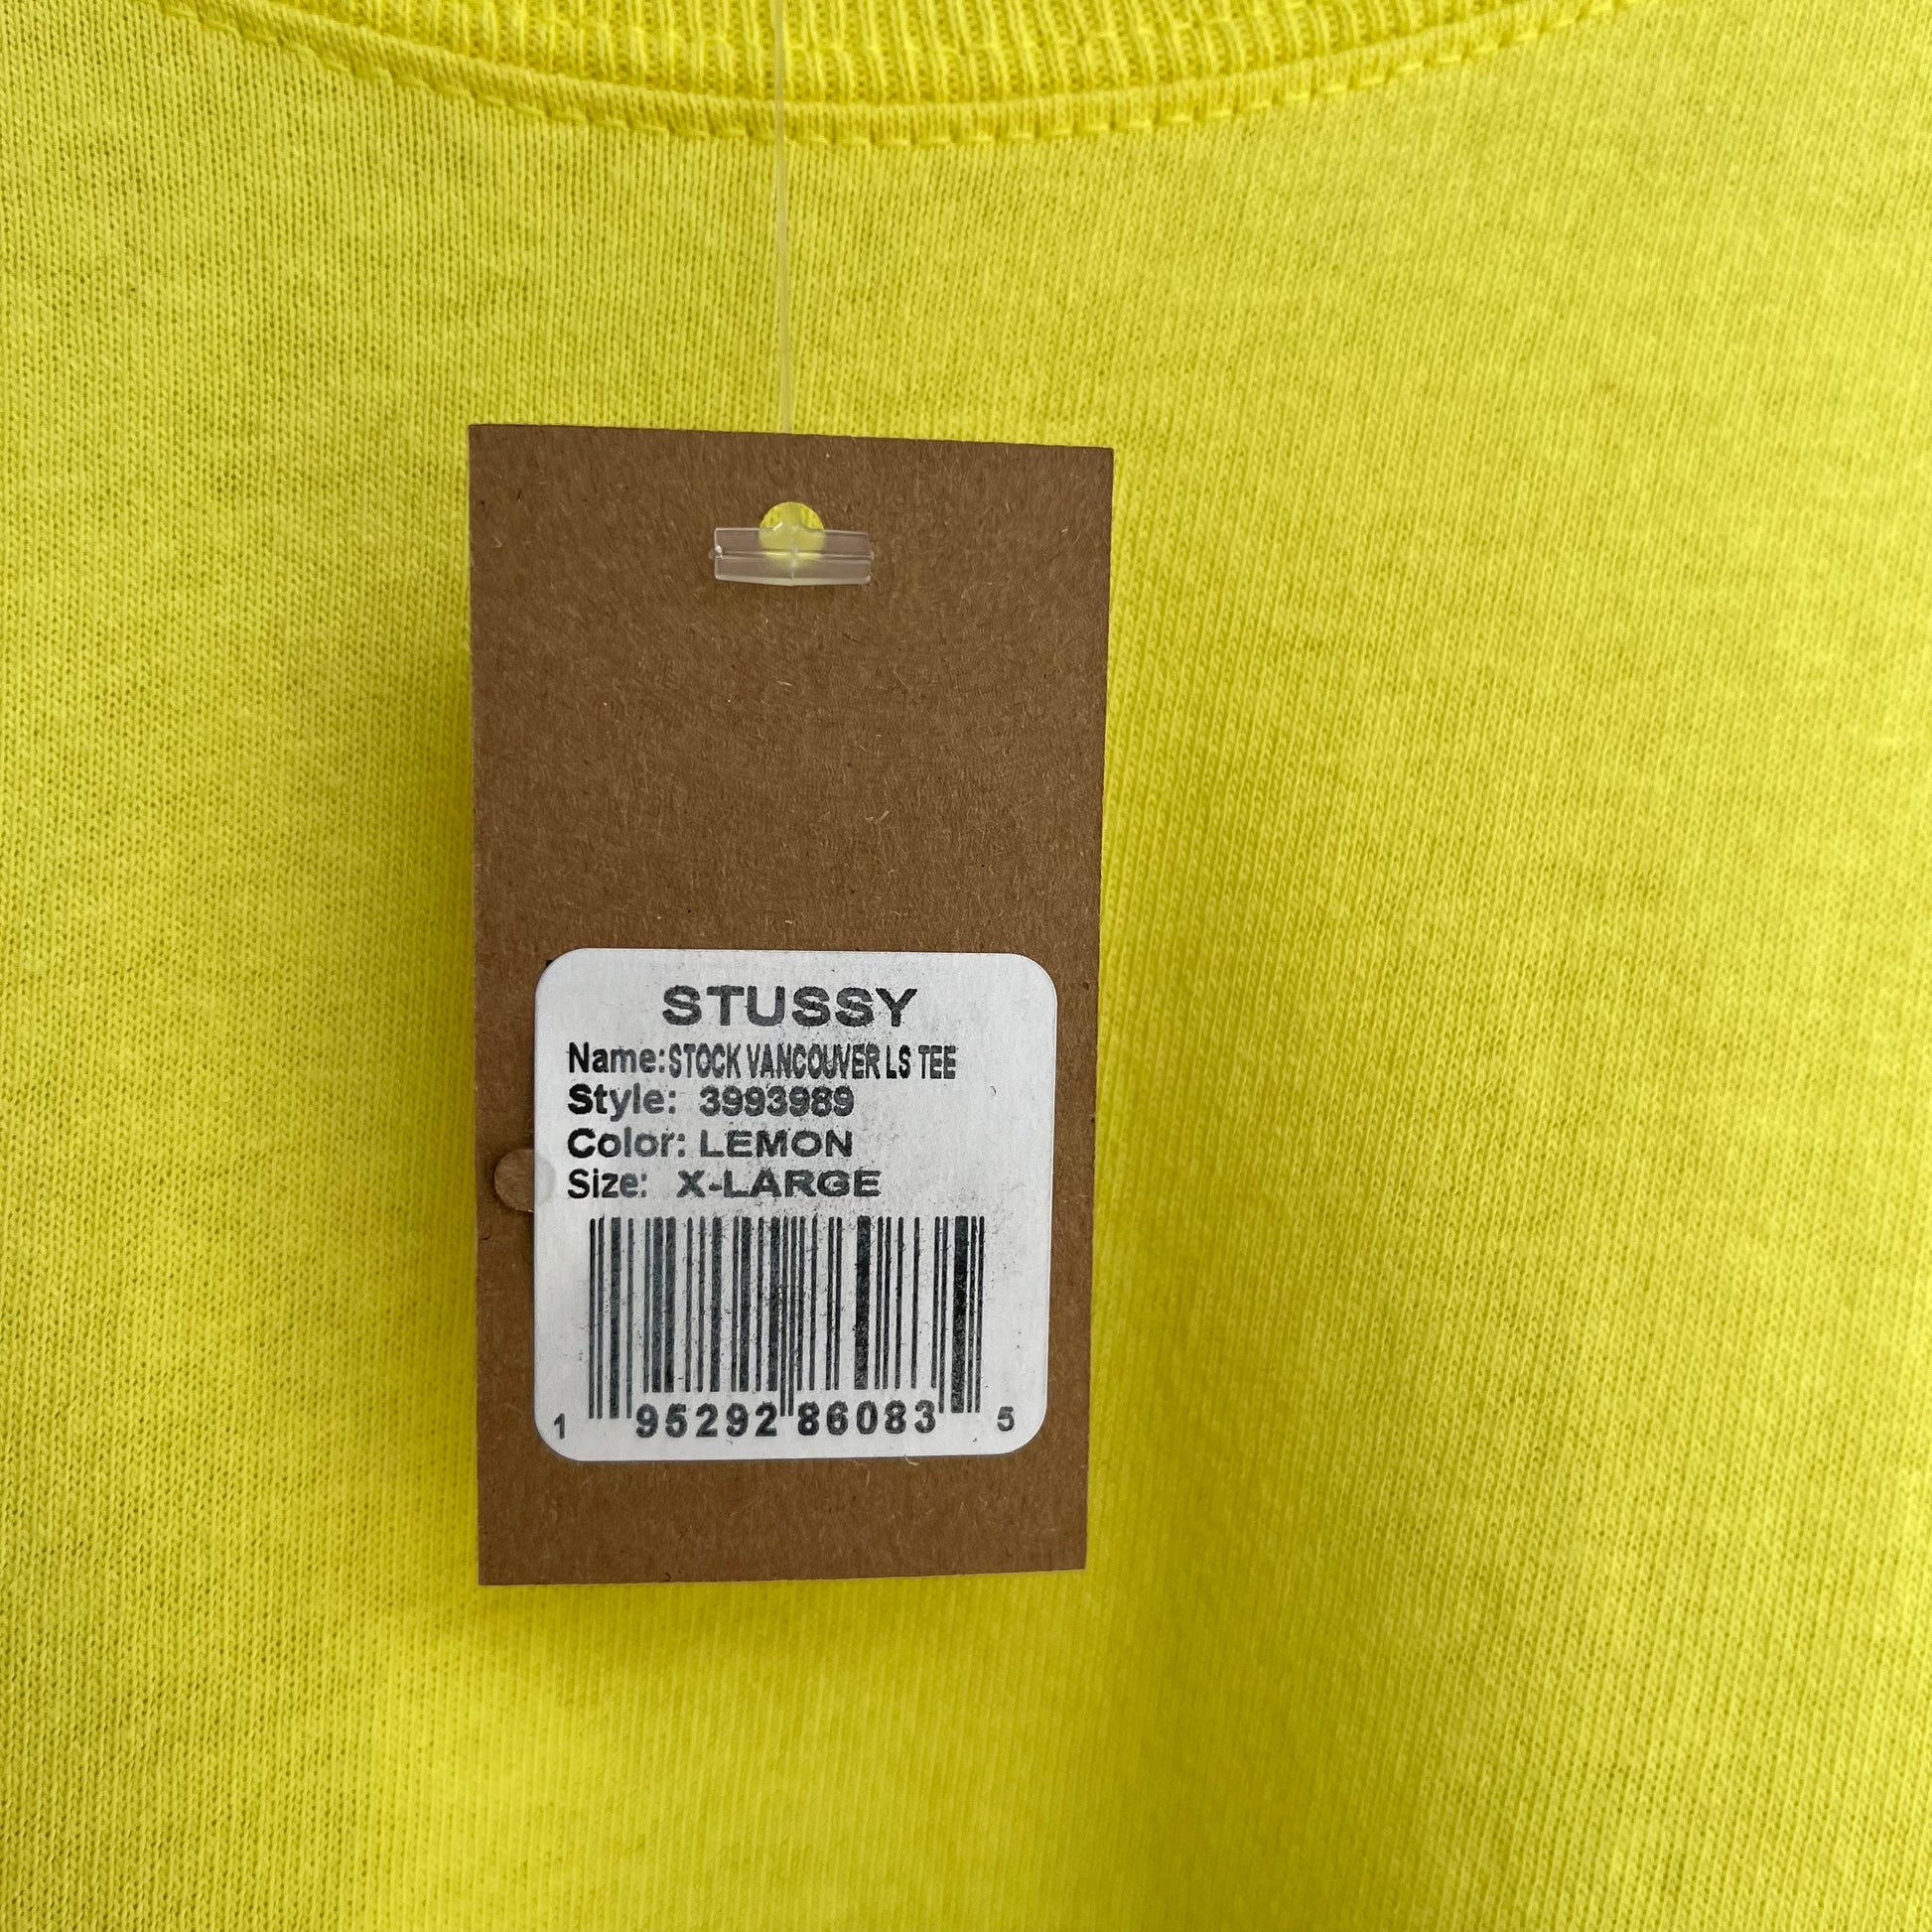 STUSSY
Name:STOCK VANCOUVER LS TEE
Style: 3993989
Color: LEMON
Size: X-LARGE
1 95292 86083 5